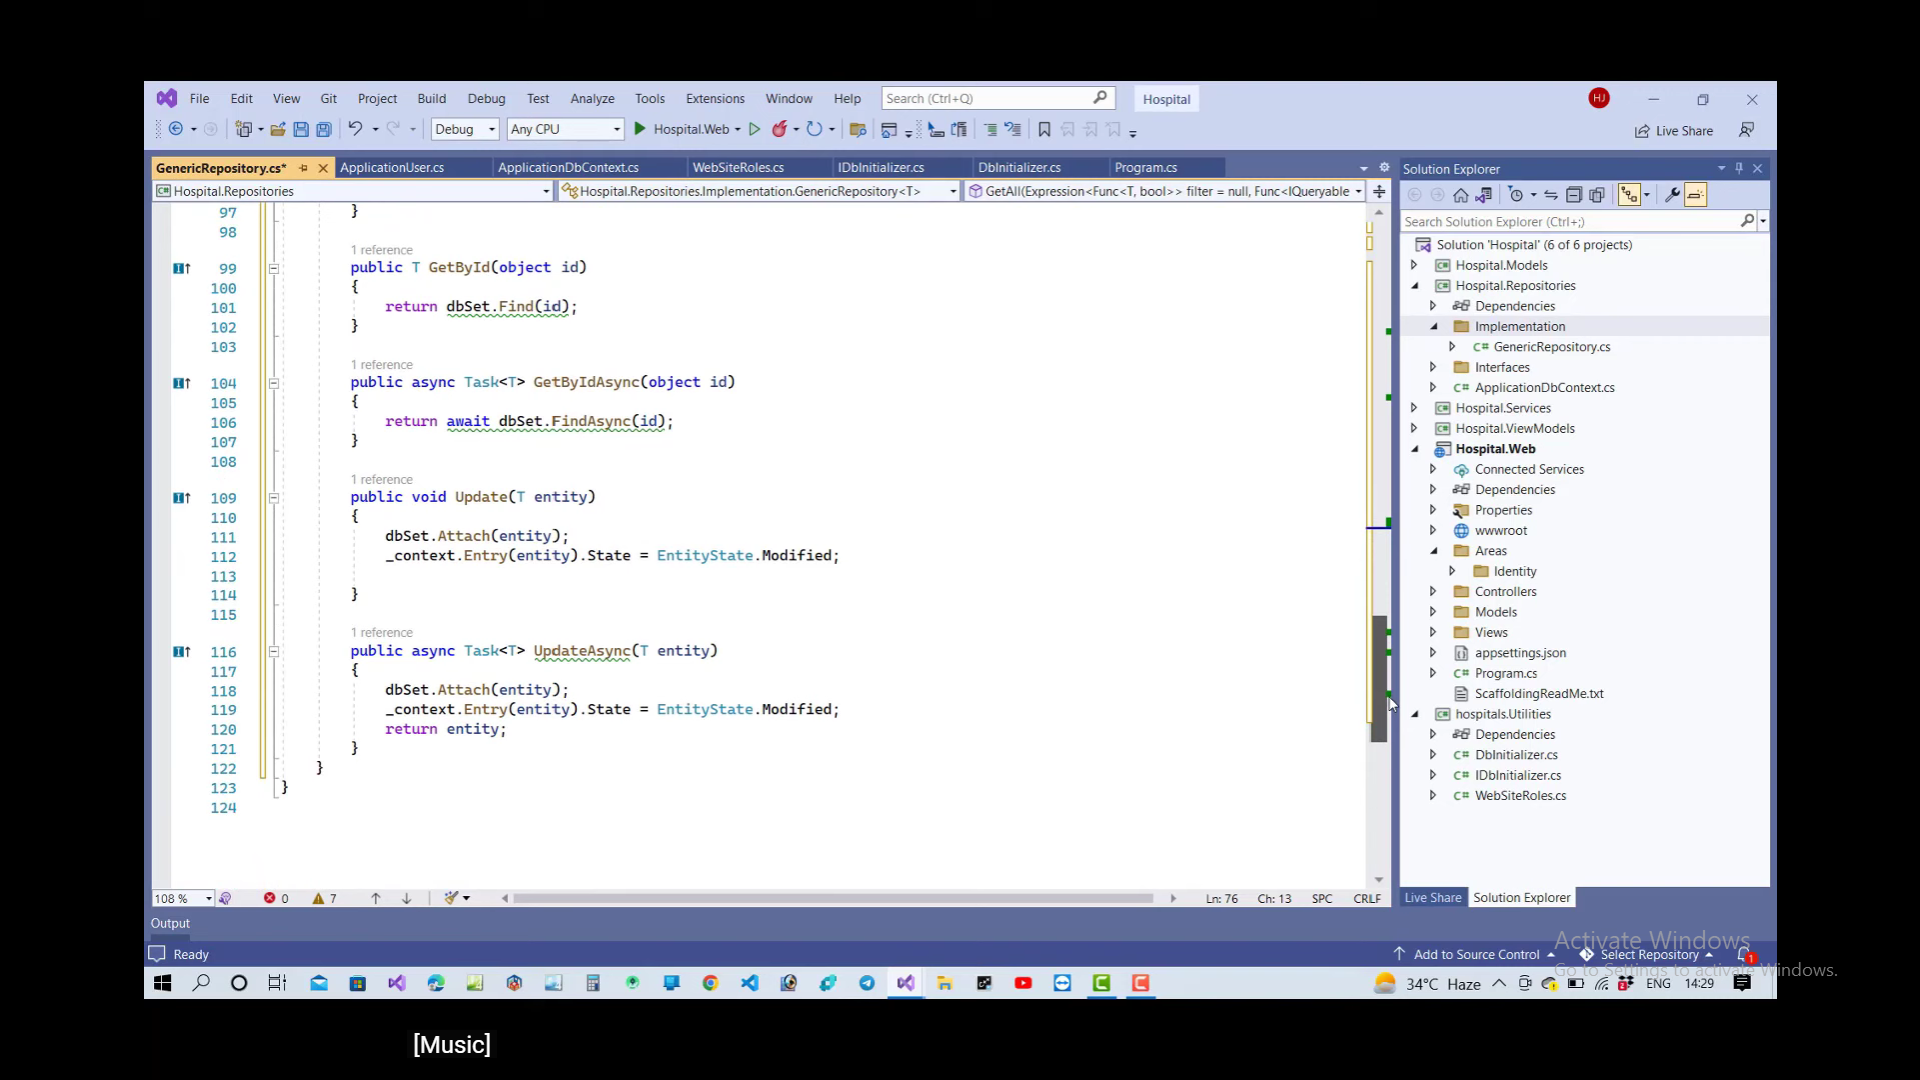 File Edit View Git Project Build Debug Test Analyze Tools Extensions Window Help Search (Ctrl+Q) Hospital HJ
Debug Any CPU Hospital.Web Live Share
GenericRepository.cs* ApplicationUser.cs ApplicationDbContext.cs WebSiteRoles.cs IDbInitializer.cs DbInitializer.cs Program.cs
Hospital.Repositories Hospital.Repositories.Implementation.GenericRepository<T> GetAll(Expression<Func<T, bool>> filter = null, Func<IQueryable
97 }
98
1 reference
99 public T GetById(object id)
100 {
101 return dbSet.Find(id);
102 }
103
1 reference
104 public async Task<T> GetByIdAsync(object id)
105 {
106 return await dbSet.FindAsync(id);
107 }
108
1 reference
109 public void Update(T entity)
110 {
111 dbSet.Attach(entity);
112 _context.Entry(entity).State = EntityState.Modified;
113
114 }
115
1 reference
116 public async Task<T> UpdateAsync(T entity)
117 {
118 dbSet.Attach(entity);
119 _context.Entry(entity).State = EntityState.Modified;
120 return entity;
121 }
122 }
123 }
124
108 % 0 7 Ln: 76 Ch: 13 SPC CRLF
Solution Explorer
Search Solution Explorer (Ctrl+;)
Solution 'Hospital' (6 of 6 projects)
Hospital.Models
Hospital.Repositories
Dependencies
Implementation
C# GenericRepository.cs
Interfaces
C# ApplicationDbContext.cs
Hospital.Services
Hospital.ViewModels
Hospital.Web
Connected Services
Dependencies
Properties
wwwroot
Areas
Identity
Controllers
Models
Views
appsettings.json
C# Program.cs
ScaffoldingReadMe.txt
hospitals.Utilities
Dependencies
C# DbInitializer.cs
C# IDbInitializer.cs
C# WebSiteRoles.cs
Live Share Solution Explorer
Output
Ready Add to Source Control Select Repository 1
Activate Windows
Go to Settings to activate Windows.
34°C Haze ENG 14:29
[Music]